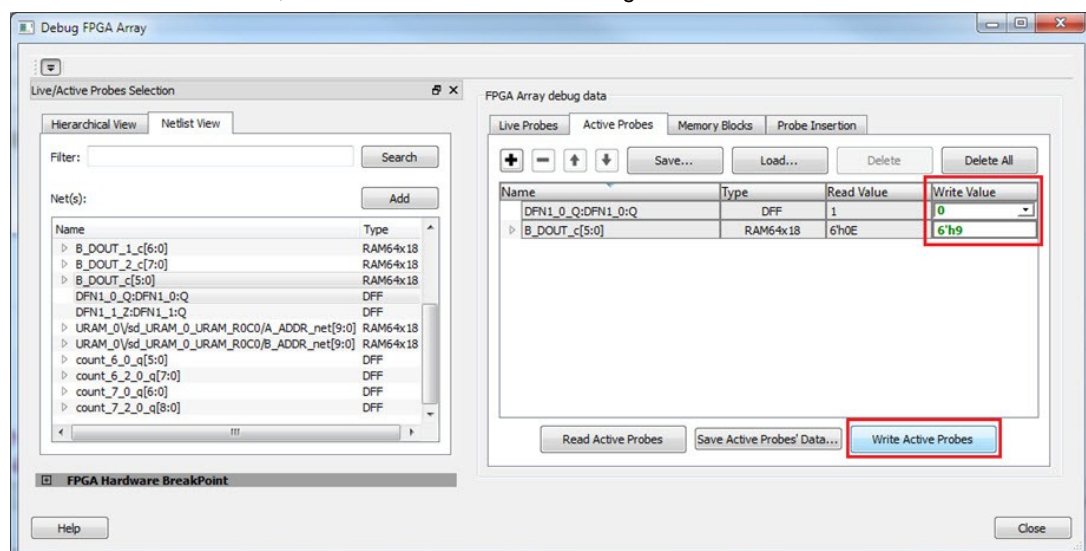 Debug FPGA Array
Live/Active Probes Selection
Hierarchical View Netlist View
Filter: Search
Net(s): Add
Name Type
B_DOUT_1_c[6:0] RAM64x18
B_DOUT_2_c[7:0] RAM64x18
B_DOUT_c[5:0] RAM64x18
DFN1_0_Q:DFN1_0:Q DFF
DFN1_1_Z:DFN1_1:Q DFF
URAM_0\/sd_URAM_0_URAM_R0C0/A_ADDR_net[9:0] RAM64x18
URAM_0\/sd_URAM_0_URAM_R0C0/B_ADDR_net[9:0] RAM64x18
count_6_0_q[5:0] DFF
count_6_2_0_q[7:0] DFF
count_7_0_q[6:0] DFF
count_7_2_0_q[8:0] DFF
FPGA Hardware BreakPoint
FPGA Array debug data
Live Probes Active Probes Memory Blocks Probe Insertion
Save... Load... Delete Delete All
Name Type Read Value Write Value
DFN1_0_Q:DFN1_0:Q DFF 1 0
B_DOUT_c[5:0] RAM64x18 6'h0E 6'h9
Read Active Probes Save Active Probes' Data... Write Active Probes
Help Close